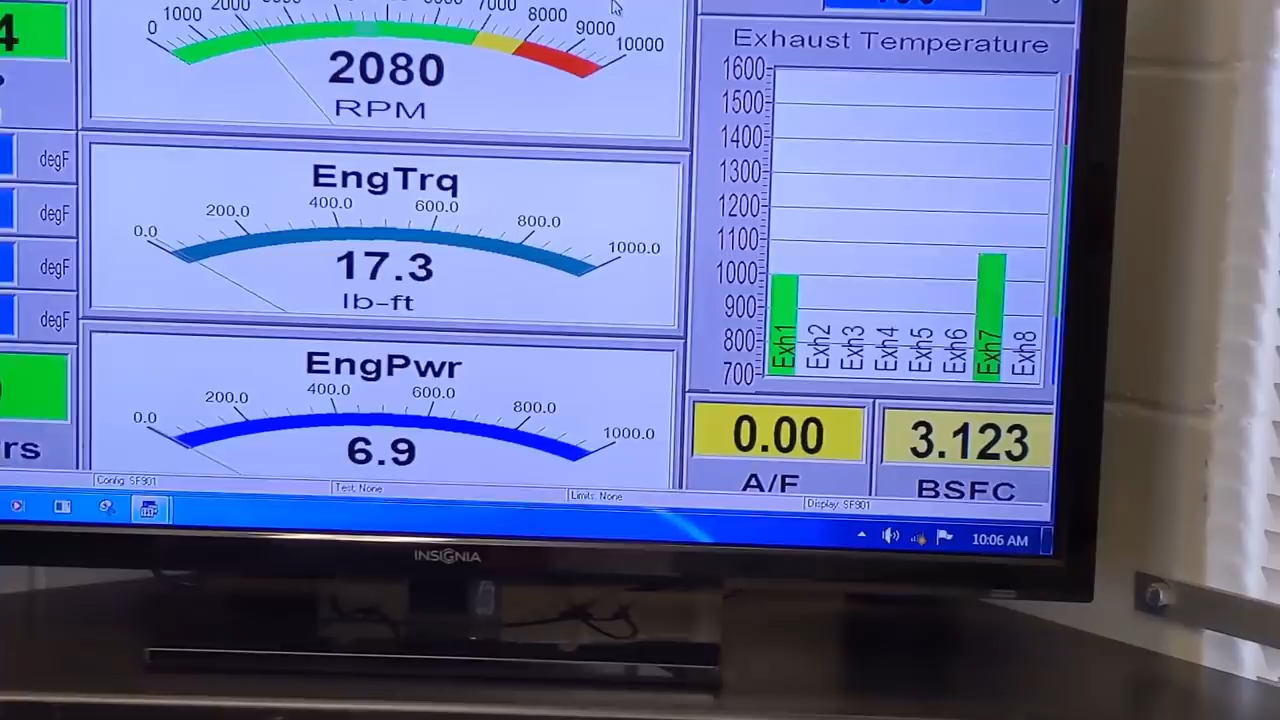 4
1000
2000
7000
8000
9000
0
10000
2080
RPM
degF
degF
degF
degF
rs
EngTrq
0.0
200.0
400.0
600.0
800.0
1000.0
17.3
lb-ft
EngPwr
0.0
200.0
400.0
600.0
800.0
1000.0
6.9
Exhaust Temperature
1600
1500
1400
1300
1200
1100
1000
900
800
700
Exh1
Exh2
Exh3
Exh4
Exh5
Exh6
Exh7
Exh8
0.00
A/F
3.123
BSFC
Config: SF901
Test: None
Limits: None
Display: SF901
10:06 AM
INSIGNIA